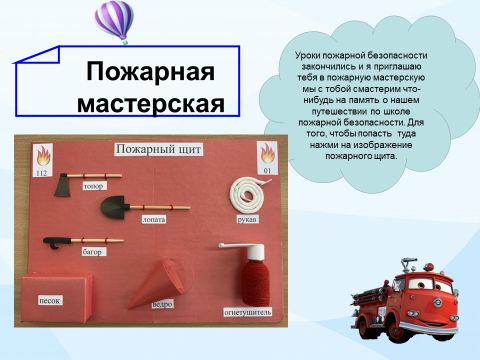 Пожарная
мастерская
Уроки пожарной безопасности
закончились и я приглашаю
тебя в пожарную мастерскую
мы с тобой смастерим что-
нибудь на память о нашем
путешествии по школе
пожарной безопасности. Для
того, чтобы попасть туда
нажми на изображение
пожарного щита.
Пожарный щит
112
01
топор
лопата
рукав
багор
песок
ведро
огнетушитель